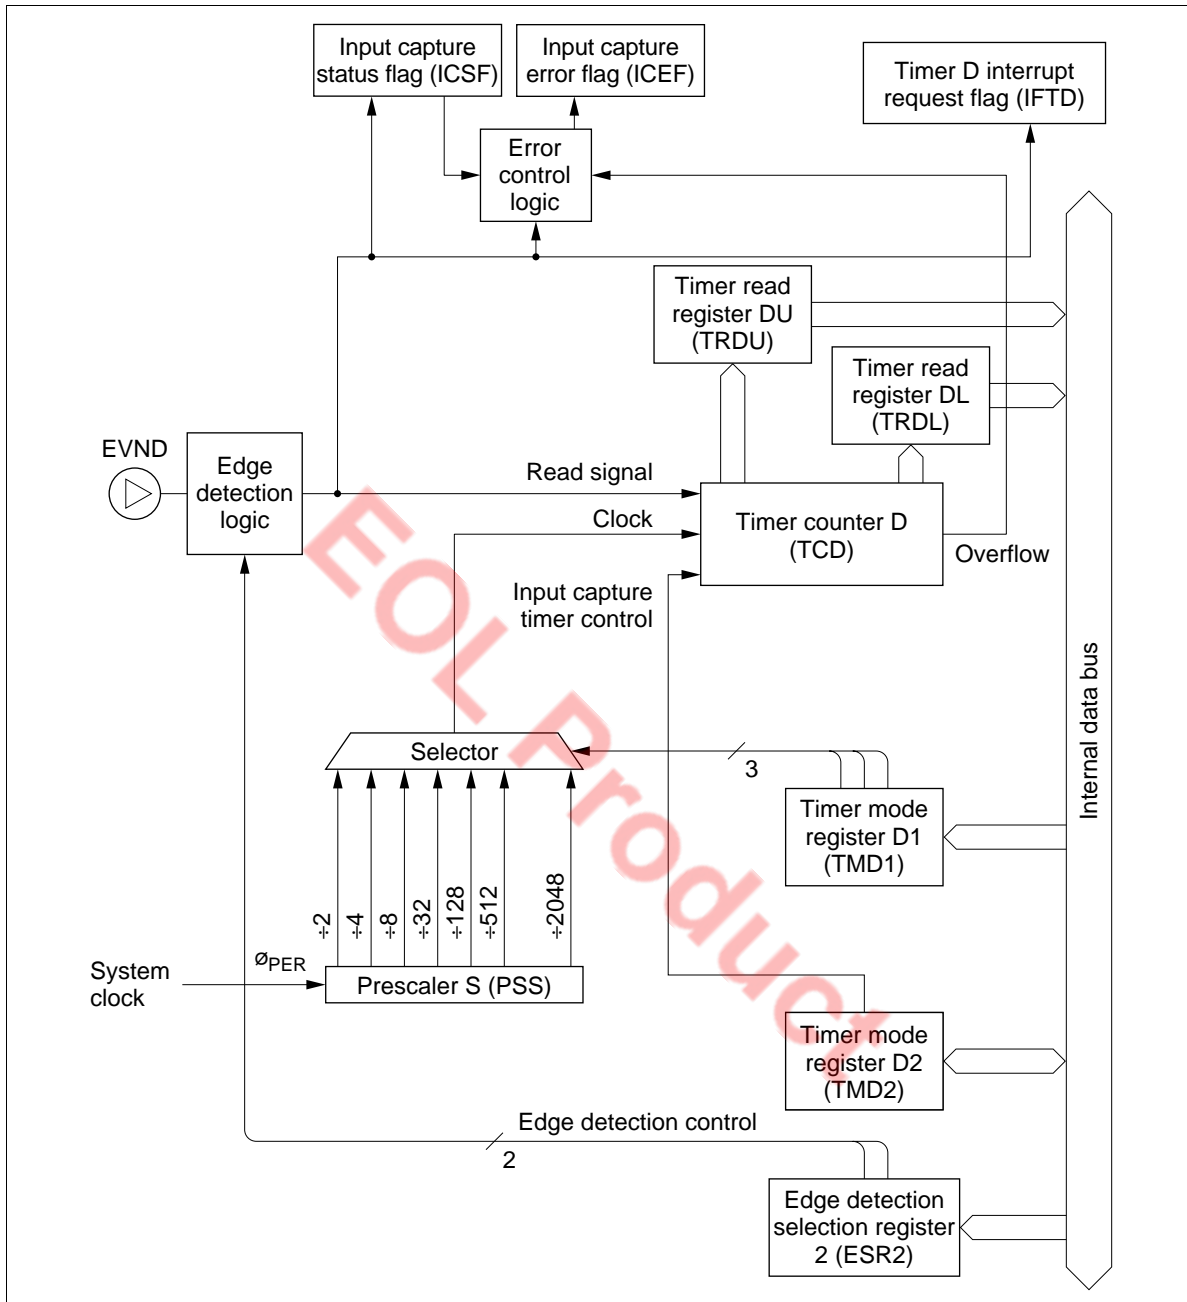 Input capture
status flag (ICSF)
Input capture
error flag (ICEF)
Timer D interrupt
request flag (IFTD)
Error
control
logic
Timer read
register DU
(TRDU)
Timer read
register DL
(TRDL)
EVND
Edge
detection
logic
Read signal
Clock
Input capture
timer control
Timer counter D
(TCD)
Overflow
Internal data bus
Selector
3
Timer mode
register D1
(TMD1)
÷2
÷4
÷8
÷32
÷128
÷512
÷2048
System
clock
øPER
Prescaler S (PSS)
Timer mode
register D2
(TMD2)
Edge detection control
2
Edge detection
selection register
2 (ESR2)
EOL Product